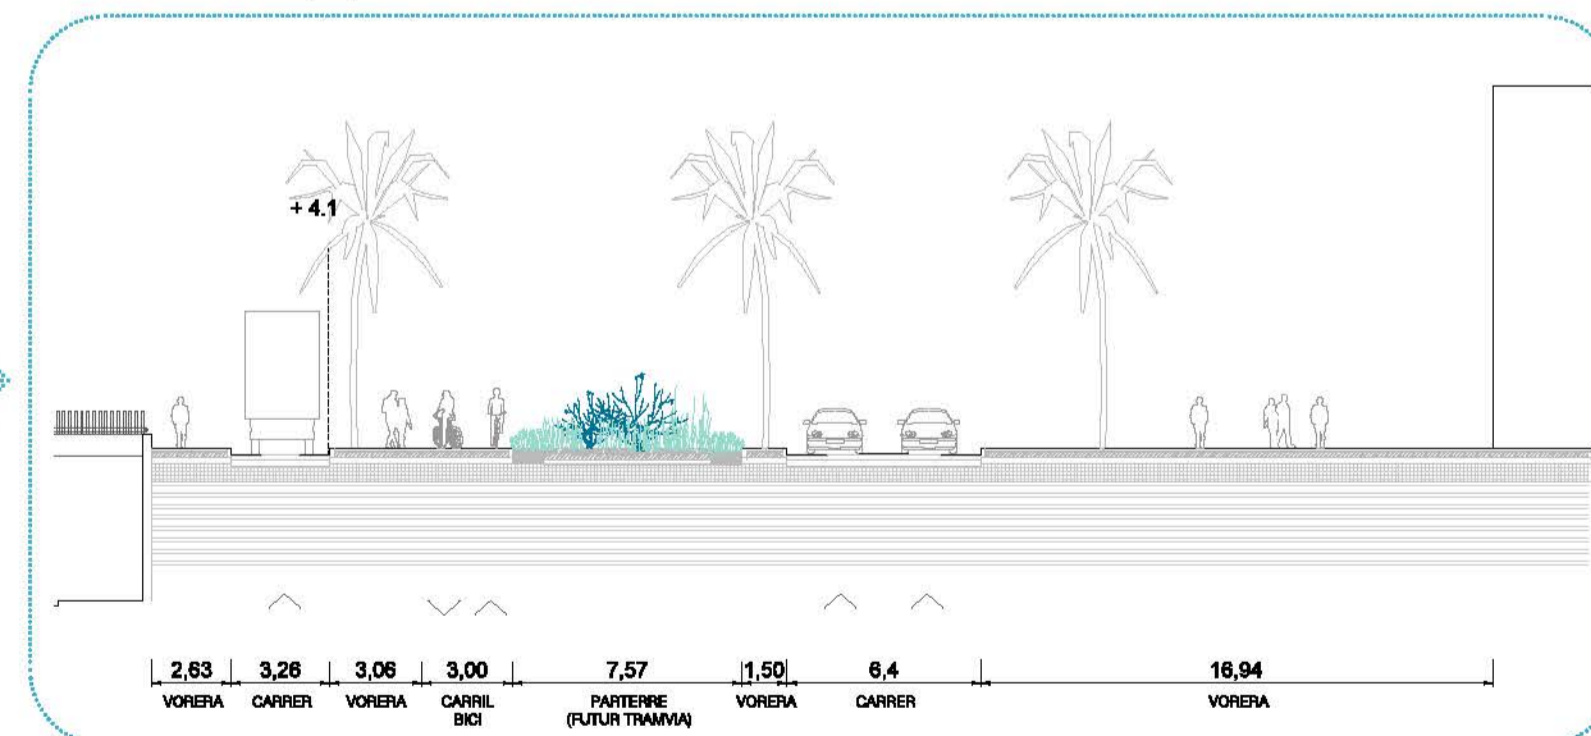 + 4.1
2,63 3,26 3,06 3,00 7,57 1,50 6,4 16,94
VORERA CARRER VORERA CARRIL PARTERRE VORERA CARRER VORERA
BICI (FUTUR TRAMVIA)